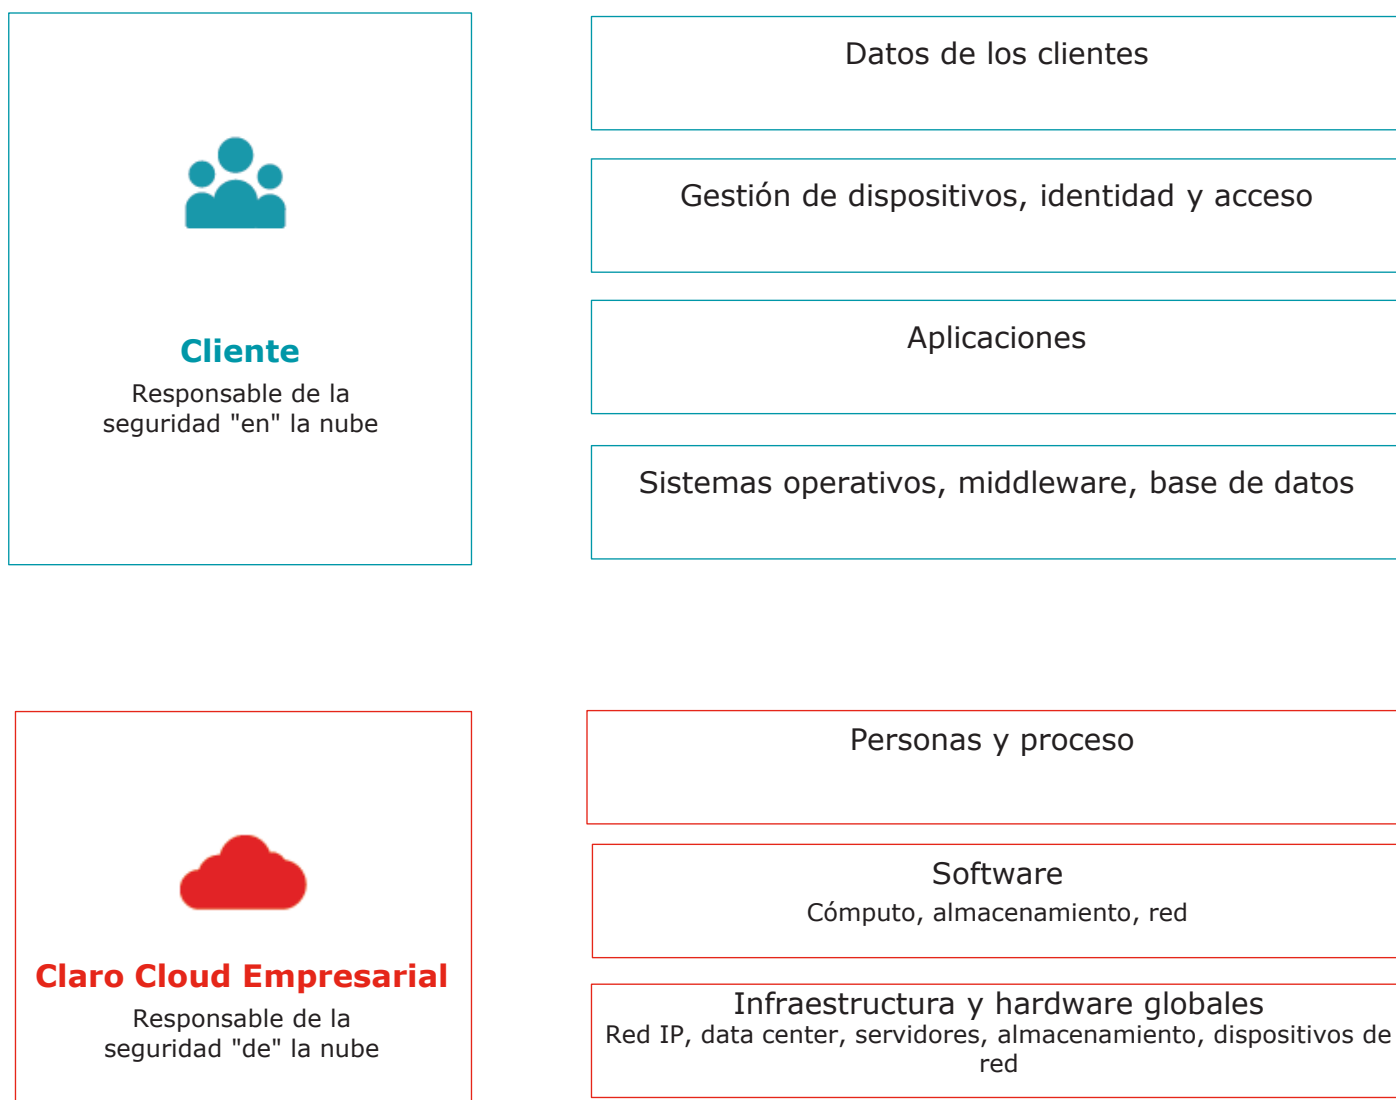 Cliente
Responsable de la
seguridad "en" la nube
Datos de los clientes
Gestión de dispositivos, identidad y acceso
Aplicaciones
Sistemas operativos, middleware, base de datos
Claro Cloud Empresarial
Responsable de la
seguridad "de" la nube
Personas y proceso
Software
Cómputo, almacenamiento, red
Infraestructura y hardware globales
Red IP, data center, servidores, almacenamiento, dispositivos de
red